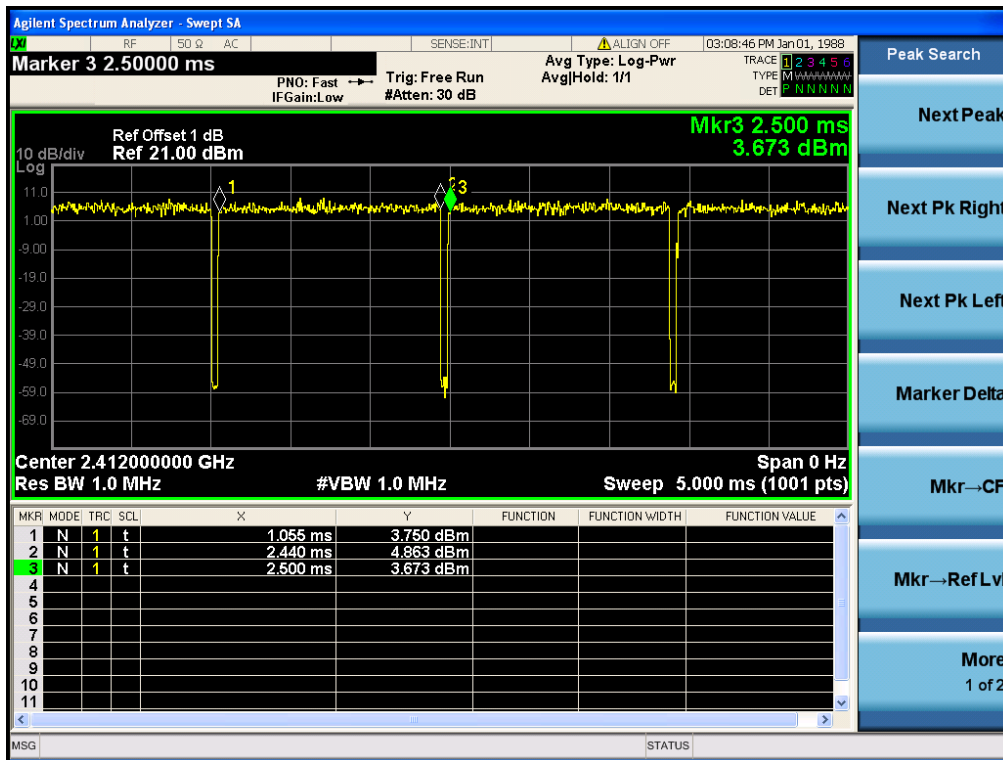 Agilent Spectrum Analyzer - Swept SA
LXI RF 50 Ω AC SENSE:INT ALIGN OFF 03:08:46 PM Jan 01, 1988
Marker 3 2.50000 ms
PNO: Fast
IFGain:Low
Trig: Free Run
#Atten: 30 dB
Avg Type: Log-Pwr
Avg|Hold: 1/1
TRACE 1 2 3 4 5 6
TYPE M WWWWW
DET P N N N N N
Peak Search
Next Peak
Next Pk Right
Next Pk Left
Marker Delta
Mkr→CF
Mkr→Ref Lvl
More
1 of 2
Mkr3 2.500 ms
3.673 dBm
Ref Offset 1 dB
10 dB/div Ref 21.00 dBm
Log
11.0
1.00
-9.00
-19.0
-29.0
-39.0
-49.0
-59.0
-69.0
1
2
3
Center 2.412000000 GHz Span 0 Hz
Res BW 1.0 MHz #VBW 1.0 MHz Sweep 5.000 ms (1001 pts)
MKR MODE TRC SCL X Y FUNCTION FUNCTION WIDTH FUNCTION VALUE
1 N 1 t 1.055 ms 3.750 dBm
2 N 1 t 2.440 ms 4.863 dBm
3 N 1 t 2.500 ms 3.673 dBm
4
5
6
7
8
9
10
11
MSG STATUS